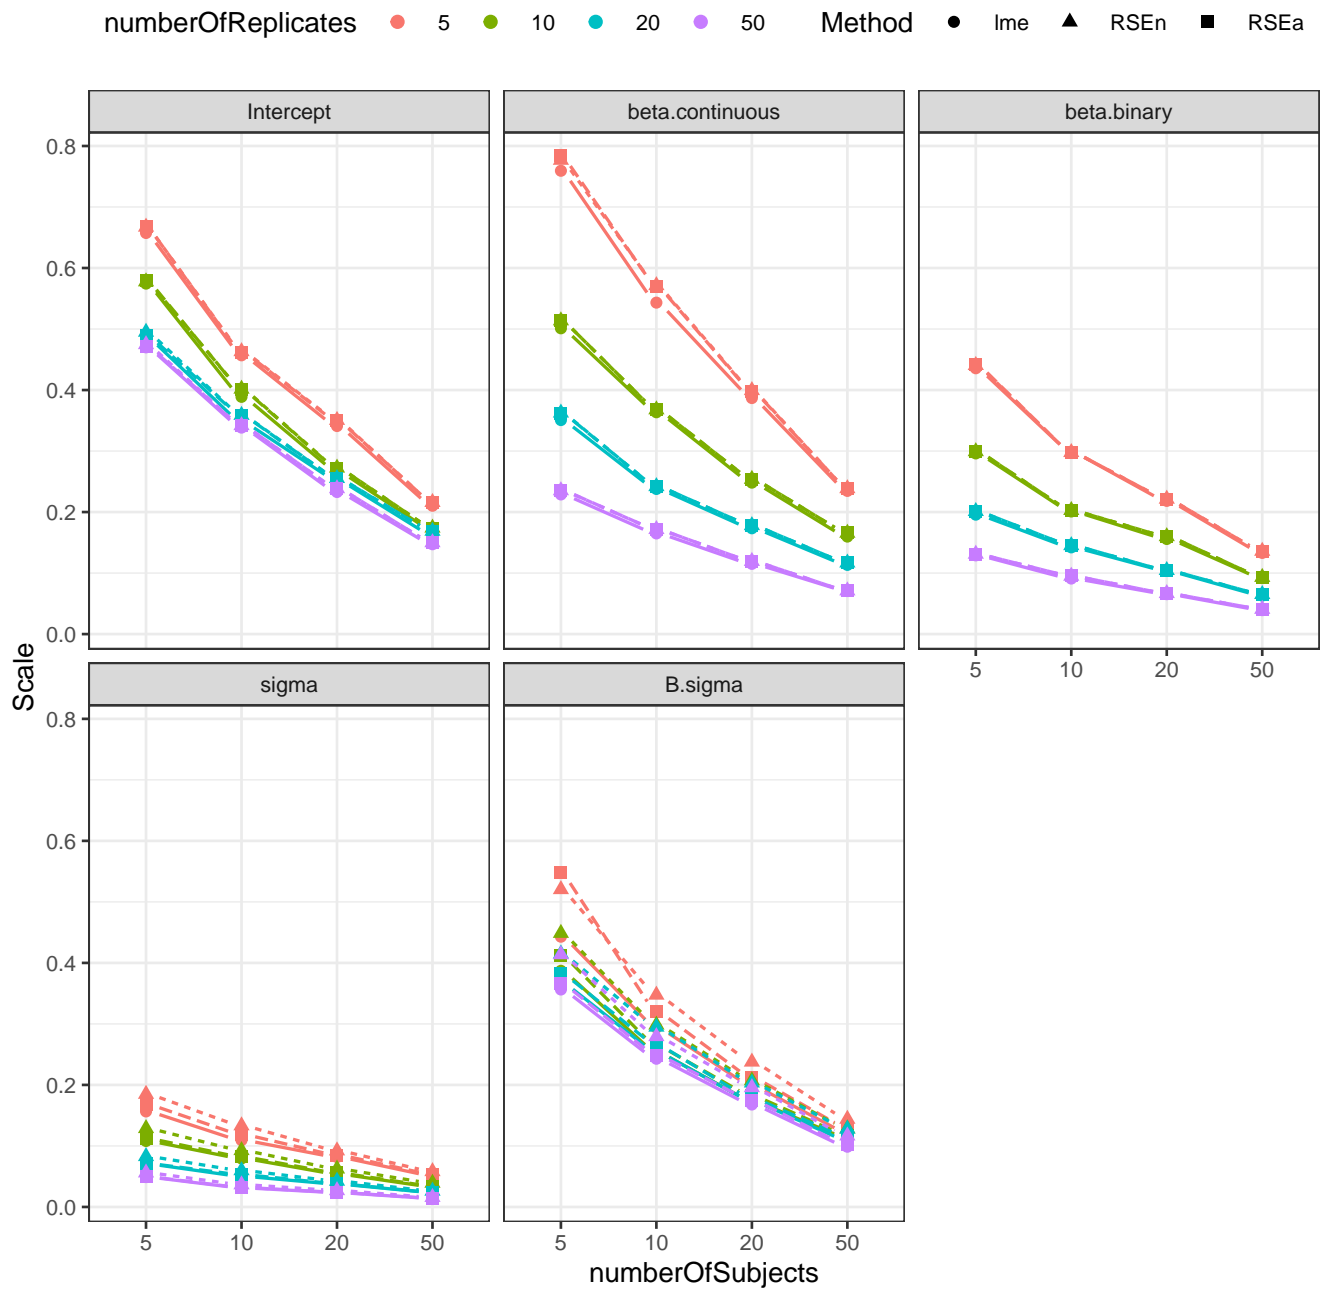 numberOfReplicates 5 10 20 50 Method lme RSEn RSEa
Intercept beta.continuous beta.binary
0.8
0.6
0.4
0.2
0.0
5 10 20 50
Scale
sigma B.sigma
0.8
0.6
0.4
0.2
0.0
5 10 20 50 5 10 20 50
numberOfSubjects